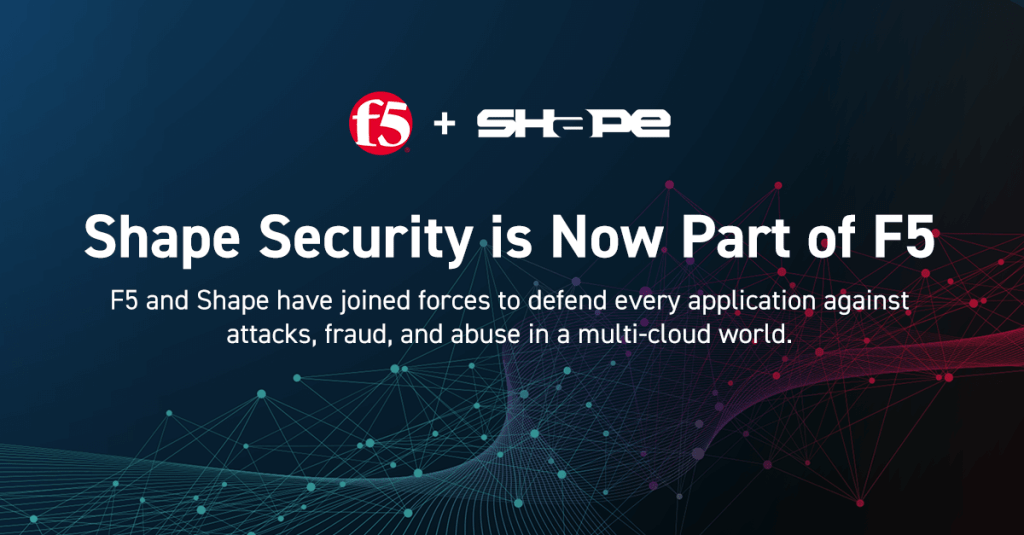 f5 + SHAPE
Shape Security is Now Part of F5
F5 and Shape have joined forces to defend every application against
attacks, fraud, and abuse in a multi-cloud world.